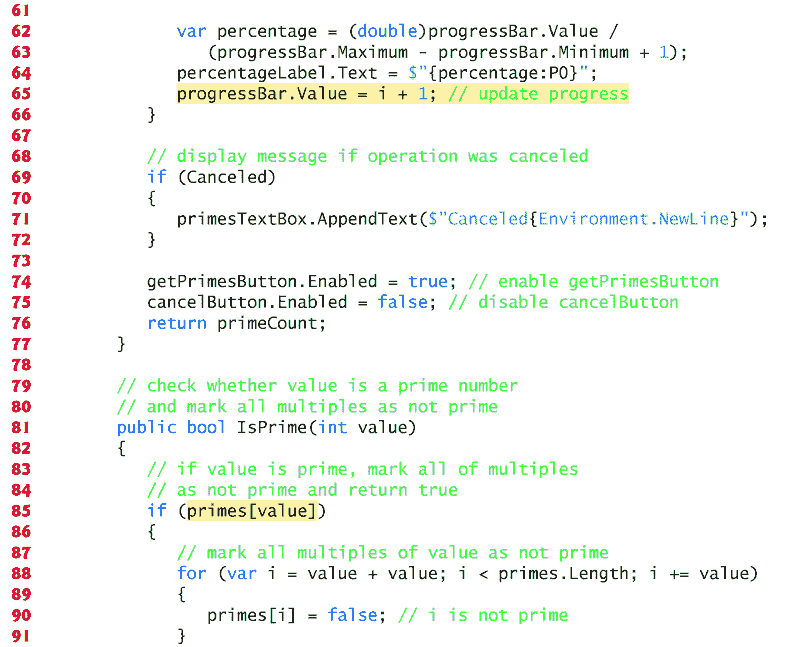 61
62 var percentage = (double)progressBar.Value /
63 (progressBar.Maximum - progressBar.Minimum + 1);
64 percentageLabel.Text = $"{percentage:P0}";
65 progressBar.Value = i + 1; // update progress
66 }
67
68 // display message if operation was canceled
69 if (Canceled)
70 {
71 primesTextBox.AppendText($"Canceled{Environment.NewLine}");
72 }
73
74 getPrimesButton.Enabled = true; // enable getPrimesButton
75 cancelButton.Enabled = false; // disable cancelButton
76 return primeCount;
77 }
78
79 // check whether value is a prime number
80 // and mark all multiples as not prime
81 public bool IsPrime(int value)
82 {
83 // if value is prime, mark all of multiples
84 // as not prime and return true
85 if (primes[value])
86 {
87 // mark all multiples of value as not prime
88 for (var i = value + value; i < primes.Length; i += value)
89 {
90 primes[i] = false; // i is not prime
91 }